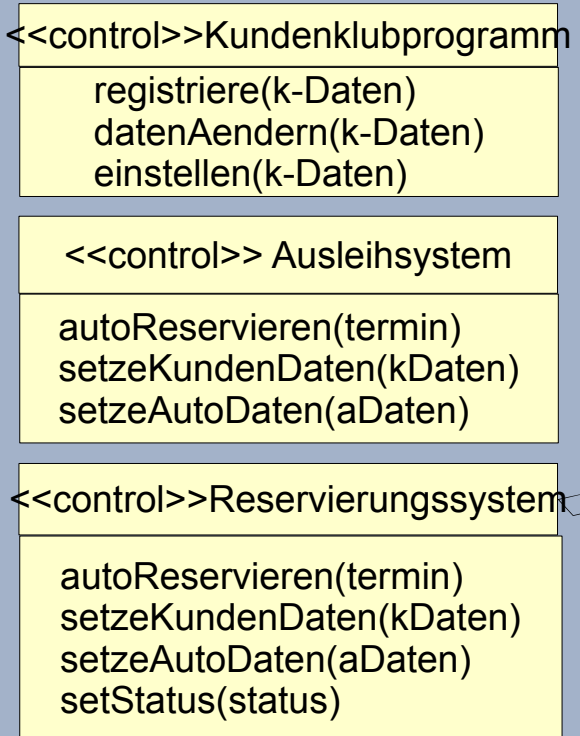 <<control>>Kundenklubprogramm
registriere(k-Daten)
datenAendern(k-Daten)
einstellen(k-Daten)
<<control>> Ausleihsystem
autoReservieren(termin)
setzeKundenDaten(kDaten)
setzeAutoDaten(aDaten)
<<control>>Reservierungssystem
autoReservieren(termin)
setzeKundenDaten(kDaten)
setzeAutoDaten(aDaten)
setStatus(status)